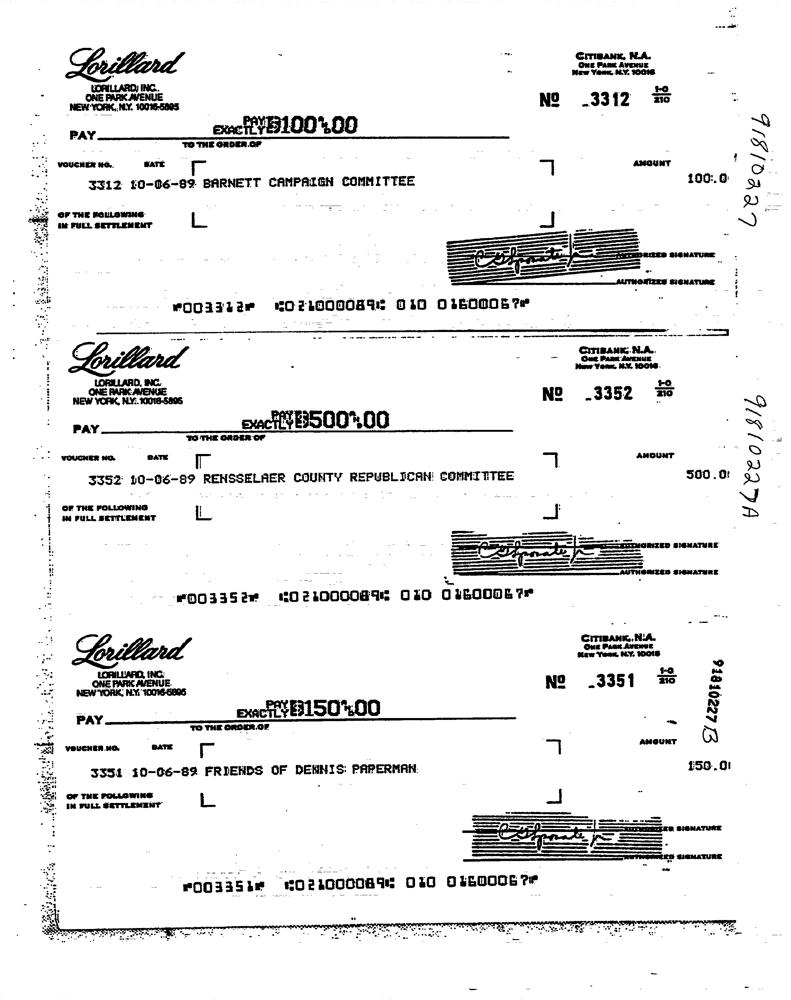 Lorillard
LORILLARD, INC.
ONE PARK AVENUE
NEW YORK, N.Y. 10016-5895
CITIBANK, N.A.
ONE PARK AVENUE
NEW YORK, N.Y. 10016
Nº 3312 1-0/210
PAY PAY EXACTLY $100 00
TO THE ORDER OF
VOUCHER NO. DATE AMOUNT
3312 10-06-89 BARNETT CAMPAIGN COMMITTEE 100.0
OF THE FOLLOWING
IN FULL SETTLEMENT
AUTHORIZED SIGNATURE
AUTHORIZED SIGNATURE
⑈003312⑈ ⑆021000089⑆ 010 01600067⑈
91810227
Lorillard
LORILLARD, INC.
ONE PARK AVENUE
NEW YORK, N.Y. 10016-5895
CITIBANK, N.A.
ONE PARK AVENUE
NEW YORK, N.Y. 10016
Nº 3352 1-0/210
PAY PAY EXACTLY $500 00
TO THE ORDER OF
VOUCHER NO. DATE AMOUNT
3352 10-06-89 RENSSELAER COUNTY REPUBLICAN COMMITTEE 500.0
OF THE FOLLOWING
IN FULL SETTLEMENT
AUTHORIZED SIGNATURE
AUTHORIZED SIGNATURE
⑈003352⑈ ⑆021000089⑆ 010 01600067⑈
91810227A
Lorillard
LORILLARD, INC.
ONE PARK AVENUE
NEW YORK, N.Y. 10016-5895
CITIBANK, N.A.
ONE PARK AVENUE
NEW YORK, N.Y. 10016
Nº 3351 1-0/210
PAY PAY EXACTLY $150 00
TO THE ORDER OF
VOUCHER NO. DATE AMOUNT
3351 10-06-89 FRIENDS OF DENNIS PAPERMAN 150.0
OF THE FOLLOWING
IN FULL SETTLEMENT
AUTHORIZED SIGNATURE
AUTHORIZED SIGNATURE
⑈003351⑈ ⑆021000089⑆ 010 01600067⑈
91810227B